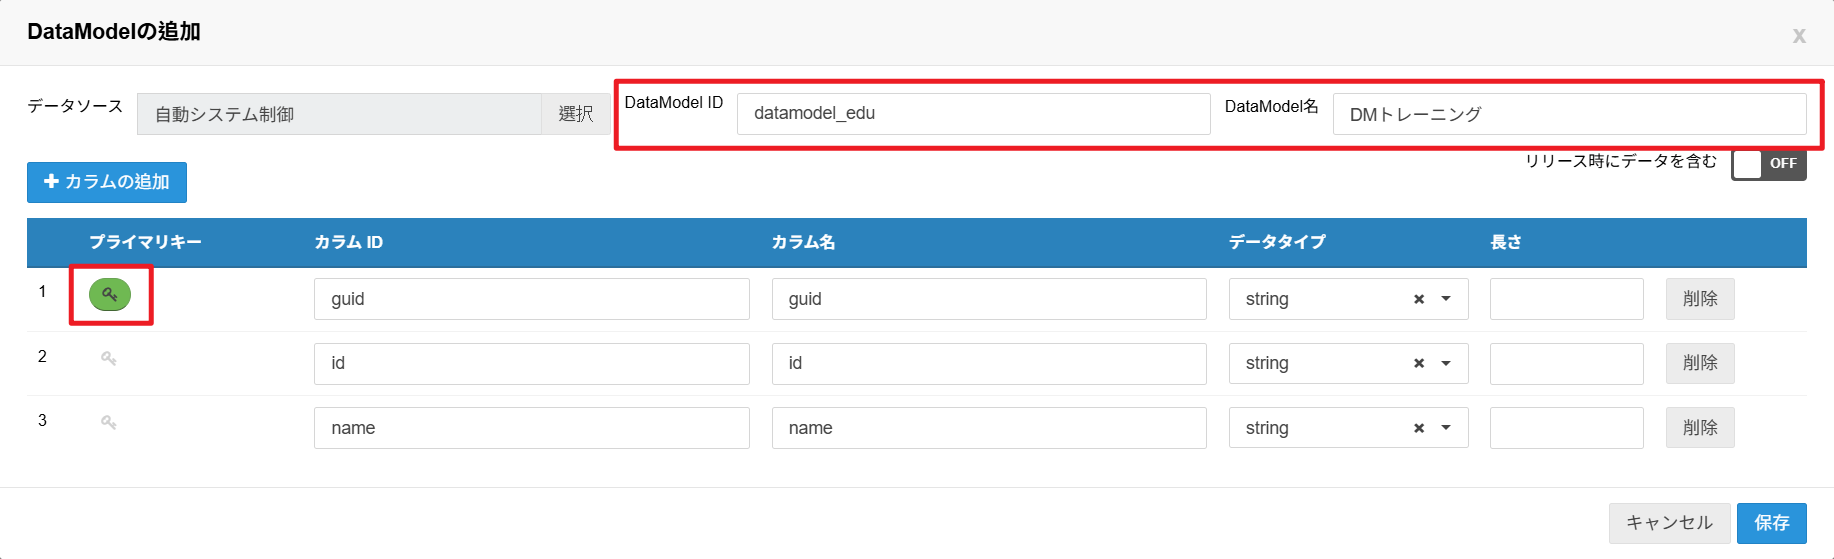 DataModelの追加
x
データソース 自動システム制御 選択 DataModel ID datamodel_edu DataModel名 DMトレーニング
カラムの追加 リリース時にデータを含む OFF
プライマリキー カラム ID カラム名 データタイプ 長さ
1 guid guid string 削除
2 id id string 削除
3 name name string 削除
キャンセル 保存